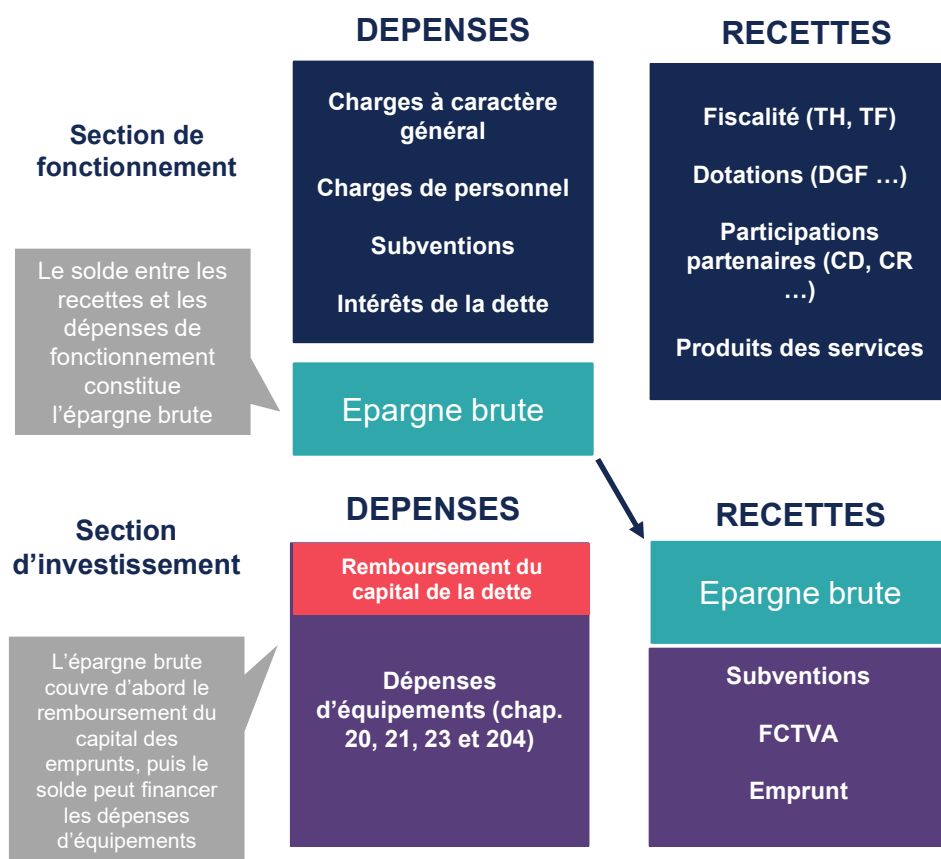 DEPENSES
RECETTES
Section de
fonctionnement
Charges à caractère
général
Charges de personnel
Subventions
Intérêts de la dette
Fiscalité (TH, TF)
Dotations (DGF …)
Participations
partenaires (CD, CR
…)
Produits des services
Le solde entre les
recettes et les
dépenses de
fonctionnement
constitue
l’épargne brute
Epargne brute
Section
d’investissement
DEPENSES
RECETTES
Remboursement du
capital de la dette
Epargne brute
L’épargne brute
couvre d’abord le
remboursement du
capital des
emprunts, puis le
solde peut financer
les dépenses
d’équipements
Dépenses
d’équipements (chap.
20, 21, 23 et 204)
Subventions
FCTVA
Emprunt